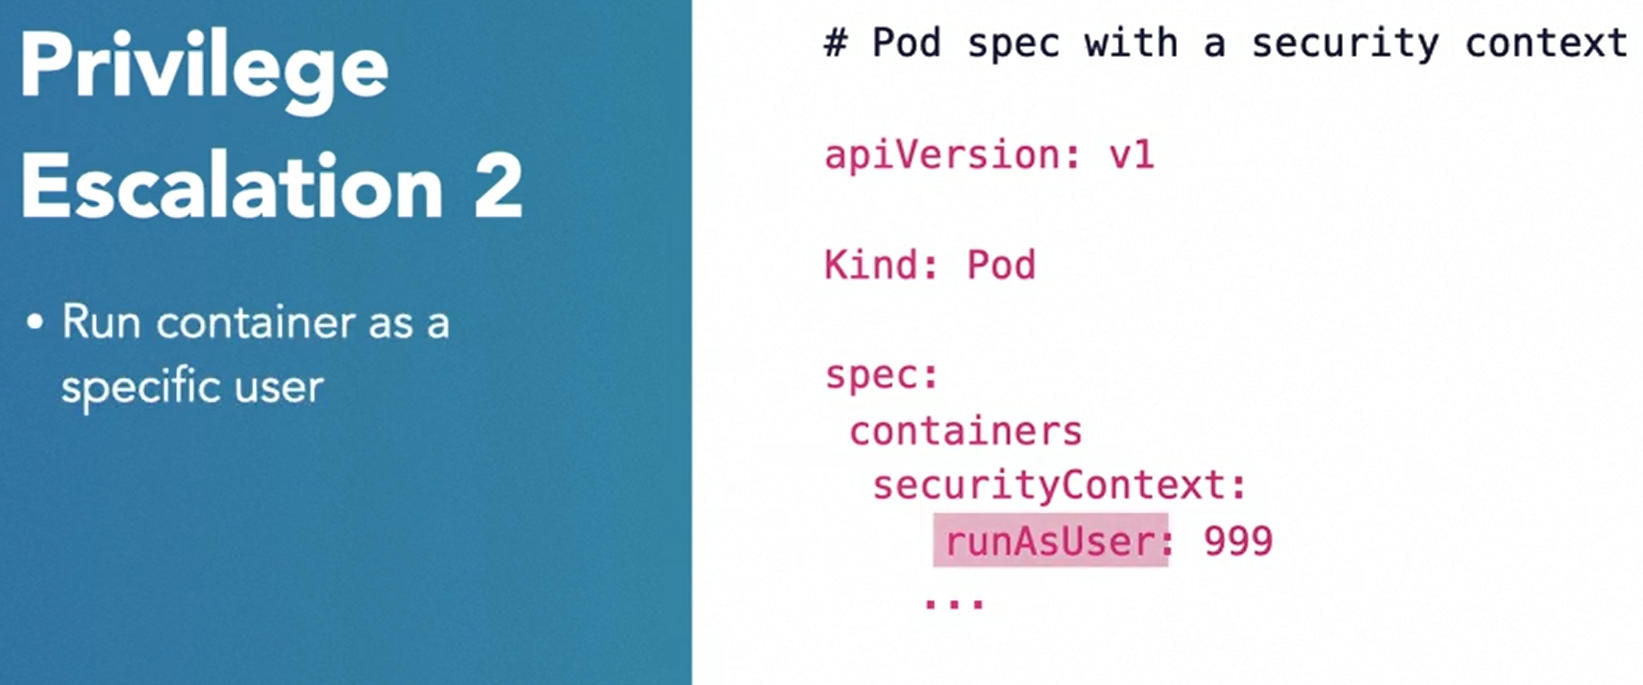 Privilege
Escalation 2
• Run container as a
specific user
# Pod spec with a security context
apiVersion: v1
Kind: Pod
spec:
containers
securityContext:
runAsUser: 999
...